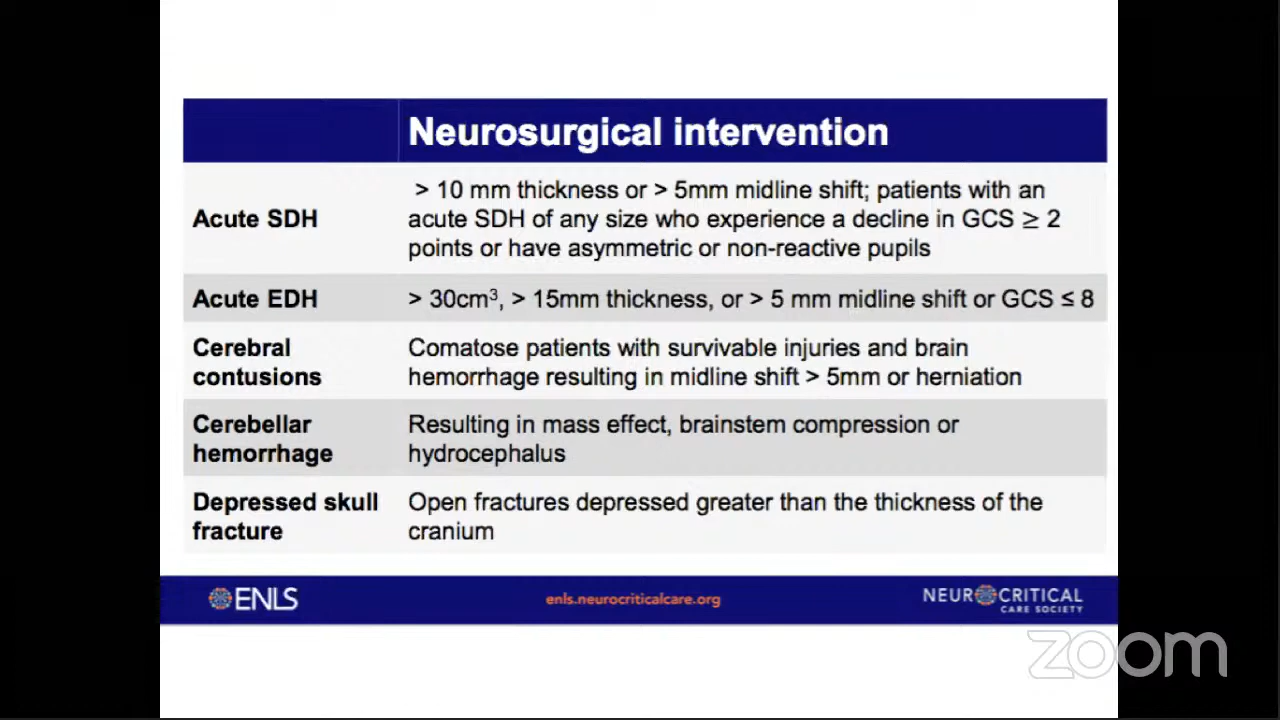 Neurosurgical intervention
Acute SDH
> 10 mm thickness or > 5mm midline shift; patients with an
acute SDH of any size who experience a decline in GCS ≥ 2
points or have asymmetric or non-reactive pupils
Acute EDH
> 30cm³, > 15mm thickness, or > 5 mm midline shift or GCS ≤ 8
Cerebral
contusions
Comatose patients with survivable injuries and brain
hemorrhage resulting in midline shift > 5mm or herniation
Cerebellar
hemorrhage
Resulting in mass effect, brainstem compression or
hydrocephalus
Depressed skull
fracture
Open fractures depressed greater than the thickness of the
cranium
ENLS
enls.neurocriticalcare.org
NEUROCRITICAL
CARE SOCIETY
zoom